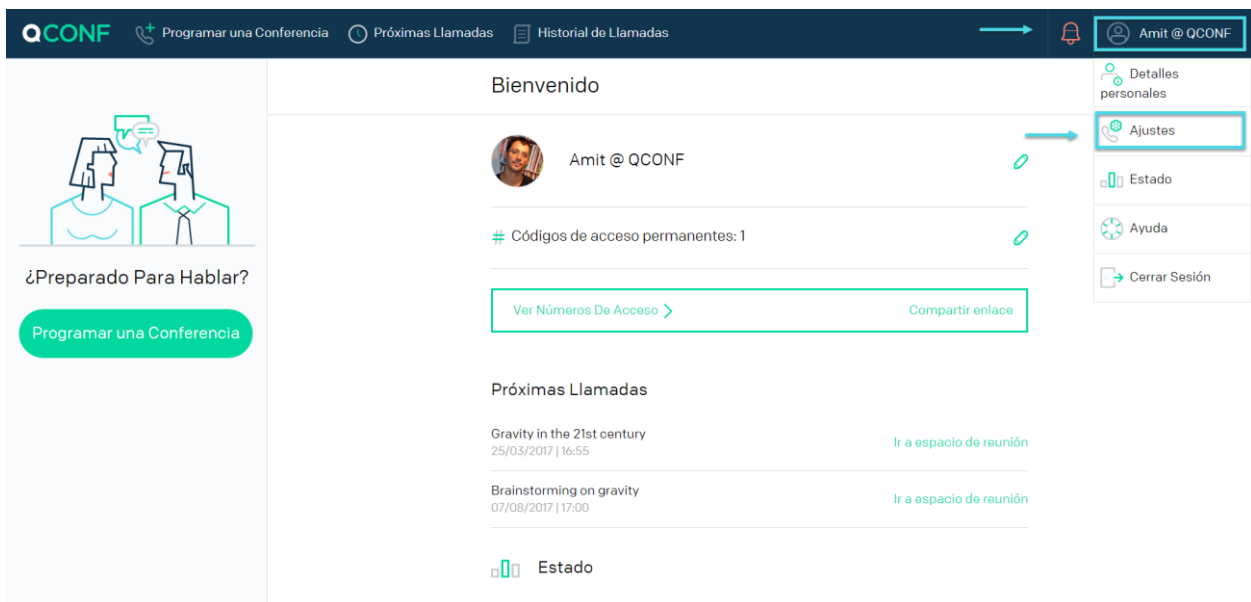 QCONF
Programar una Conferencia
Próximas Llamadas
Historial de Llamadas
Amit @ QCONF
Detalles
personales
Ajustes
Estado
Ayuda
Cerrar Sesión
¿Preparado Para Hablar?
Programar una Conferencia
Bienvenido
Amit @ QCONF
# Códigos de acceso permanentes: 1
Ver Números De Acceso >
Compartir enlace
Próximas Llamadas
Gravity in the 21st century
25/03/2017 | 16:55
Ir a espacio de reunión
Brainstorming on gravity
07/08/2017 | 17:00
Ir a espacio de reunión
Estado